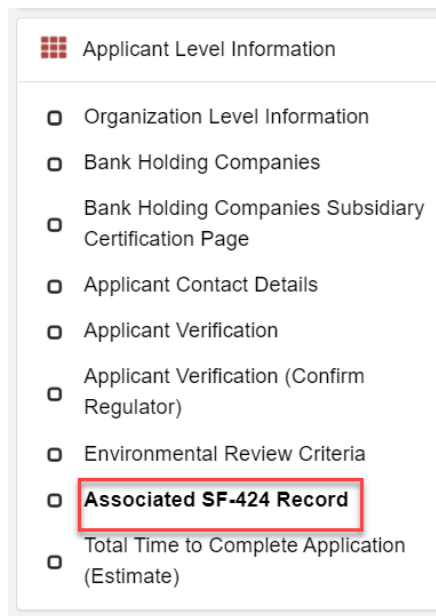 Applicant Level Information
Organization Level Information
Bank Holding Companies
Bank Holding Companies Subsidiary
Certification Page
Applicant Contact Details
Applicant Verification
Applicant Verification (Confirm
Regulator)
Environmental Review Criteria
Associated SF-424 Record
Total Time to Complete Application
(Estimate)